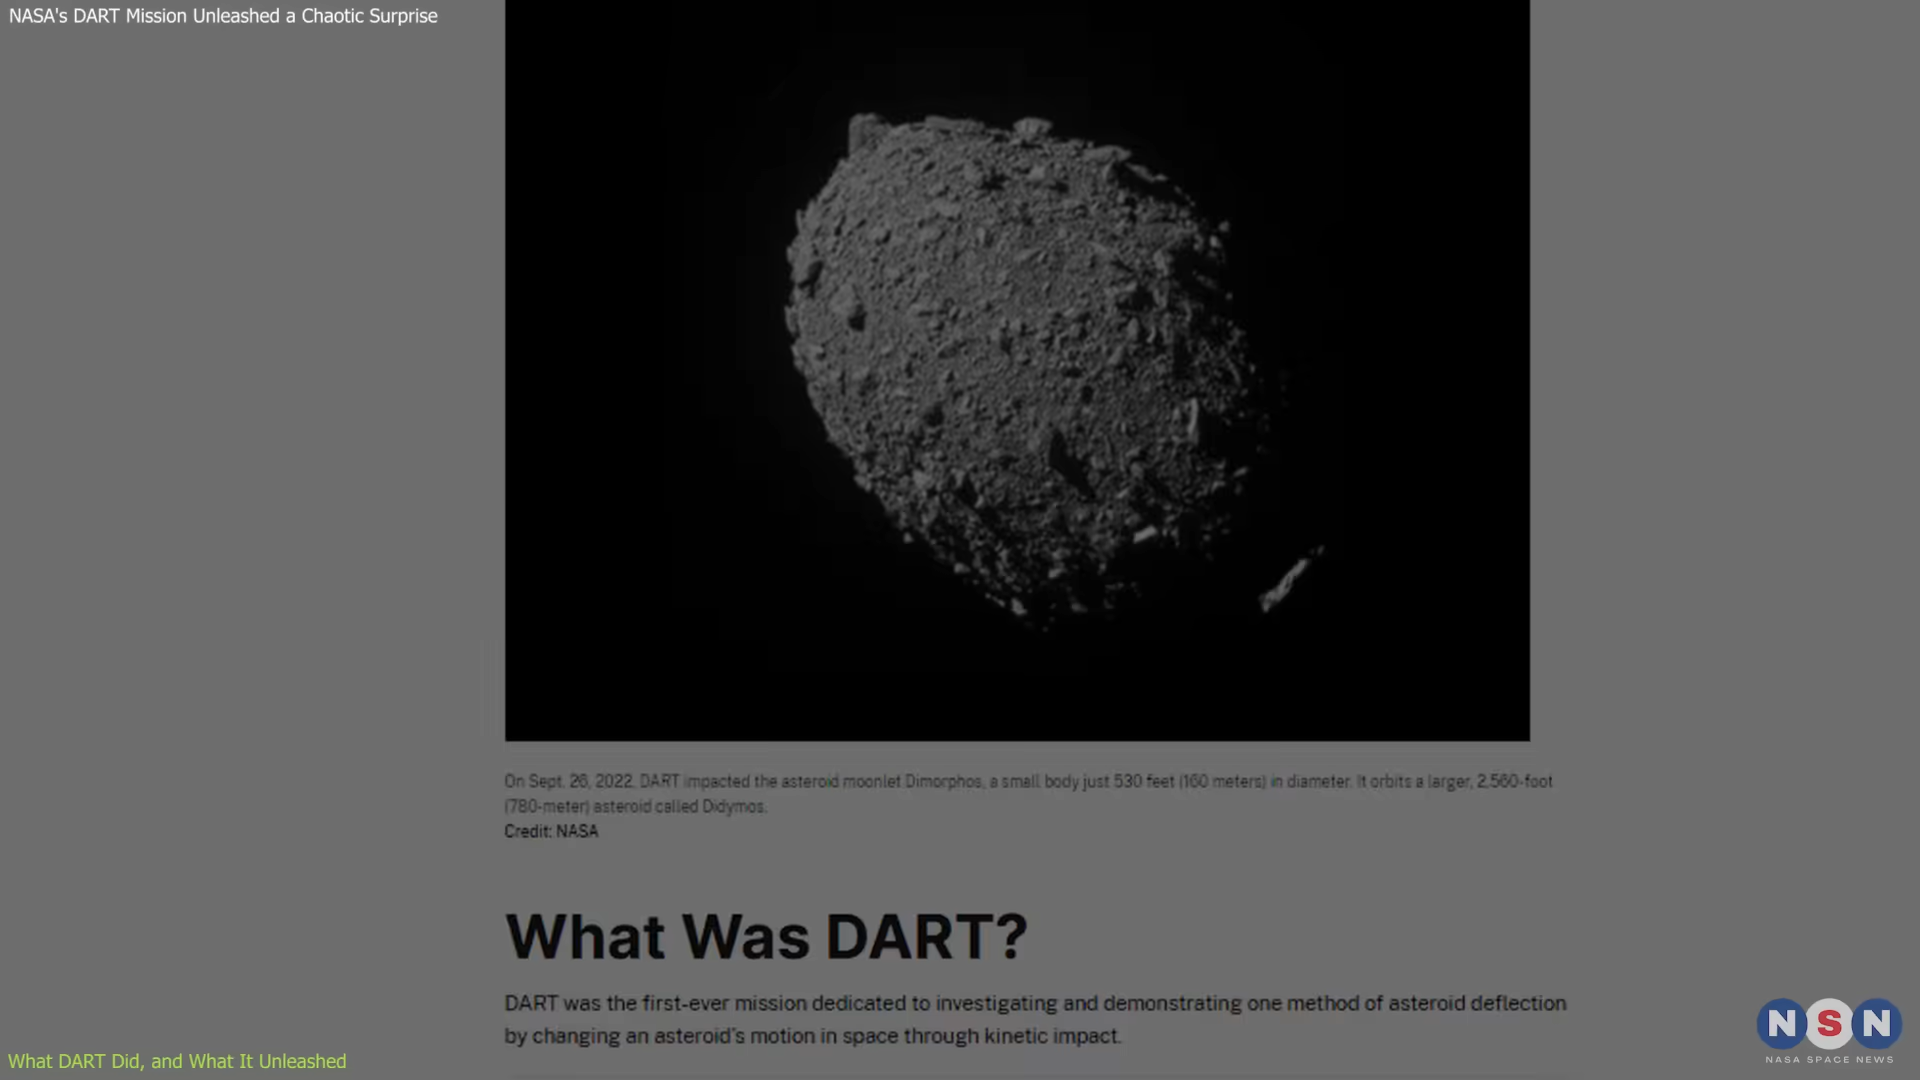 NASA's DART Mission Unleashed a Chaotic Surprise
On Sept. 26, 2022, DART impacted the asteroid moonlet Dimorphos, a small body just 530 feet (160 meters) in diameter. It orbits a larger, 2,560-foot
(780-meter) asteroid called Didymos.
Credit: NASA
What Was DART?
DART was the first-ever mission dedicated to investigating and demonstrating one method of asteroid deflection
by changing an asteroid's motion in space through kinetic impact.
What DART Did, and What It Unleashed
NSN
NASA SPACE NEWS